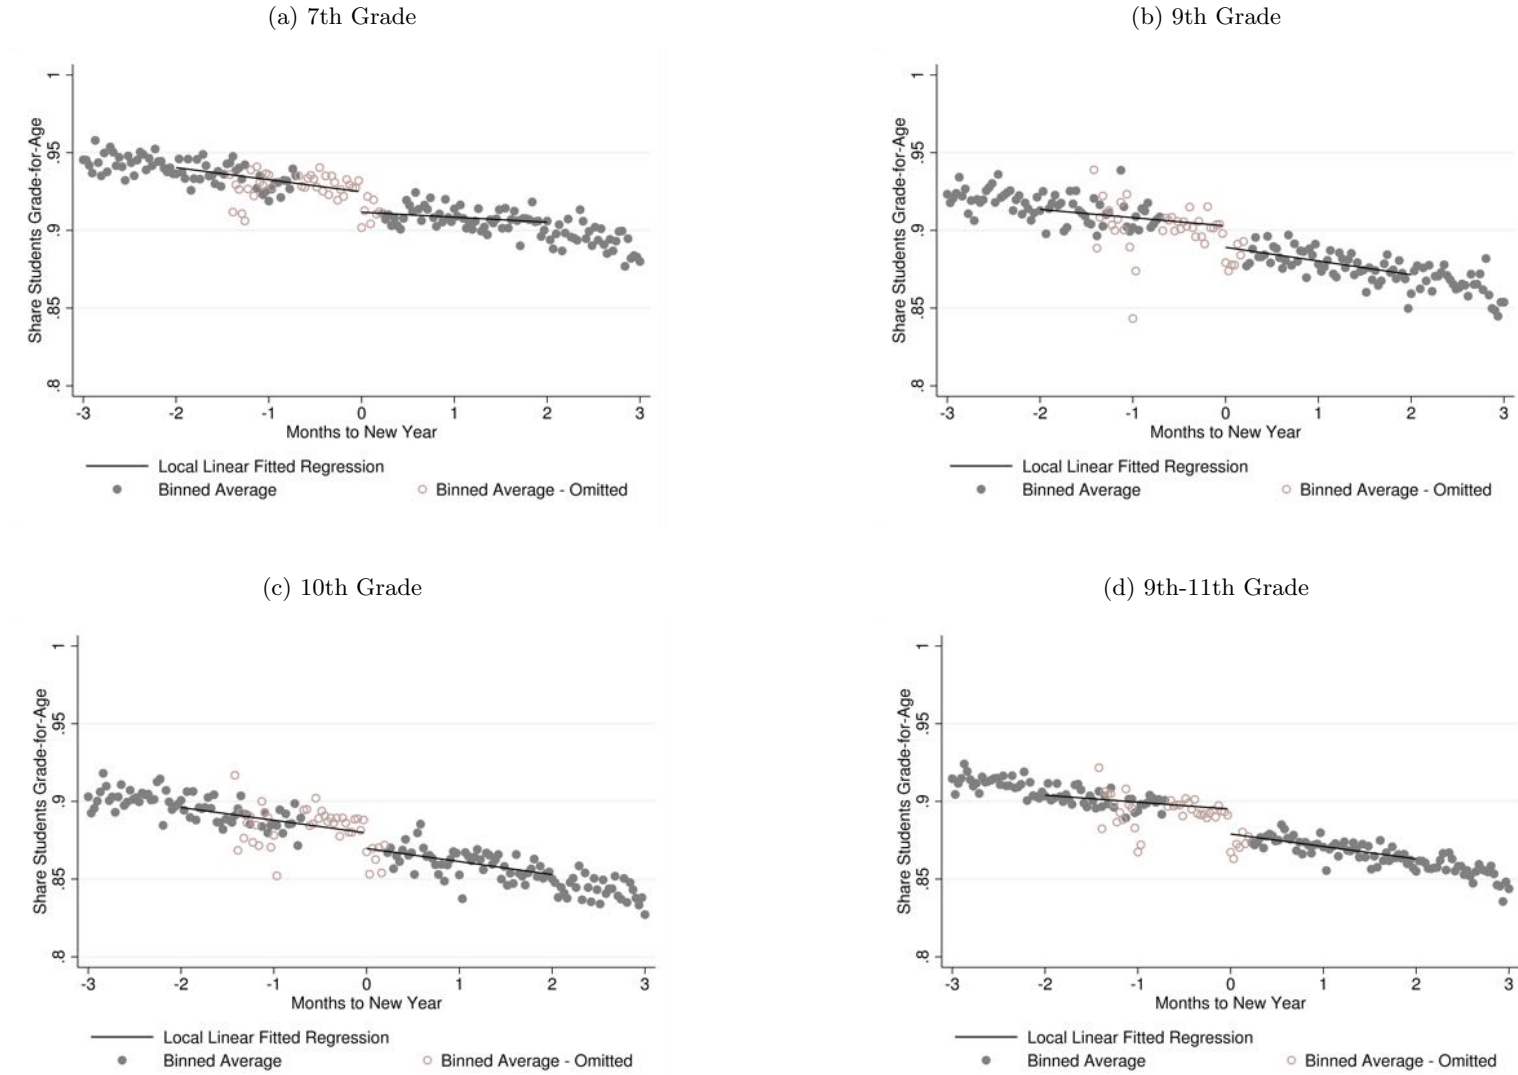 (a) 7th Grade
Share Students Grade-for-Age
1
.95
.9
.85
.8
-3 -2 -1 0 1 2 3
Months to New Year
Local Linear Fitted Regression
Binned Average
Binned Average - Omitted
(b) 9th Grade
Share Students Grade-for-Age
1
.95
.9
.85
.8
-3 -2 -1 0 1 2 3
Months to New Year
Local Linear Fitted Regression
Binned Average
Binned Average - Omitted
(c) 10th Grade
Share Students Grade-for-Age
1
.95
.9
.85
.8
-3 -2 -1 0 1 2 3
Months to New Year
Local Linear Fitted Regression
Binned Average
Binned Average - Omitted
(d) 9th-11th Grade
Share Students Grade-for-Age
1
.95
.9
.85
.8
-3 -2 -1 0 1 2 3
Months to New Year
Local Linear Fitted Regression
Binned Average
Binned Average - Omitted